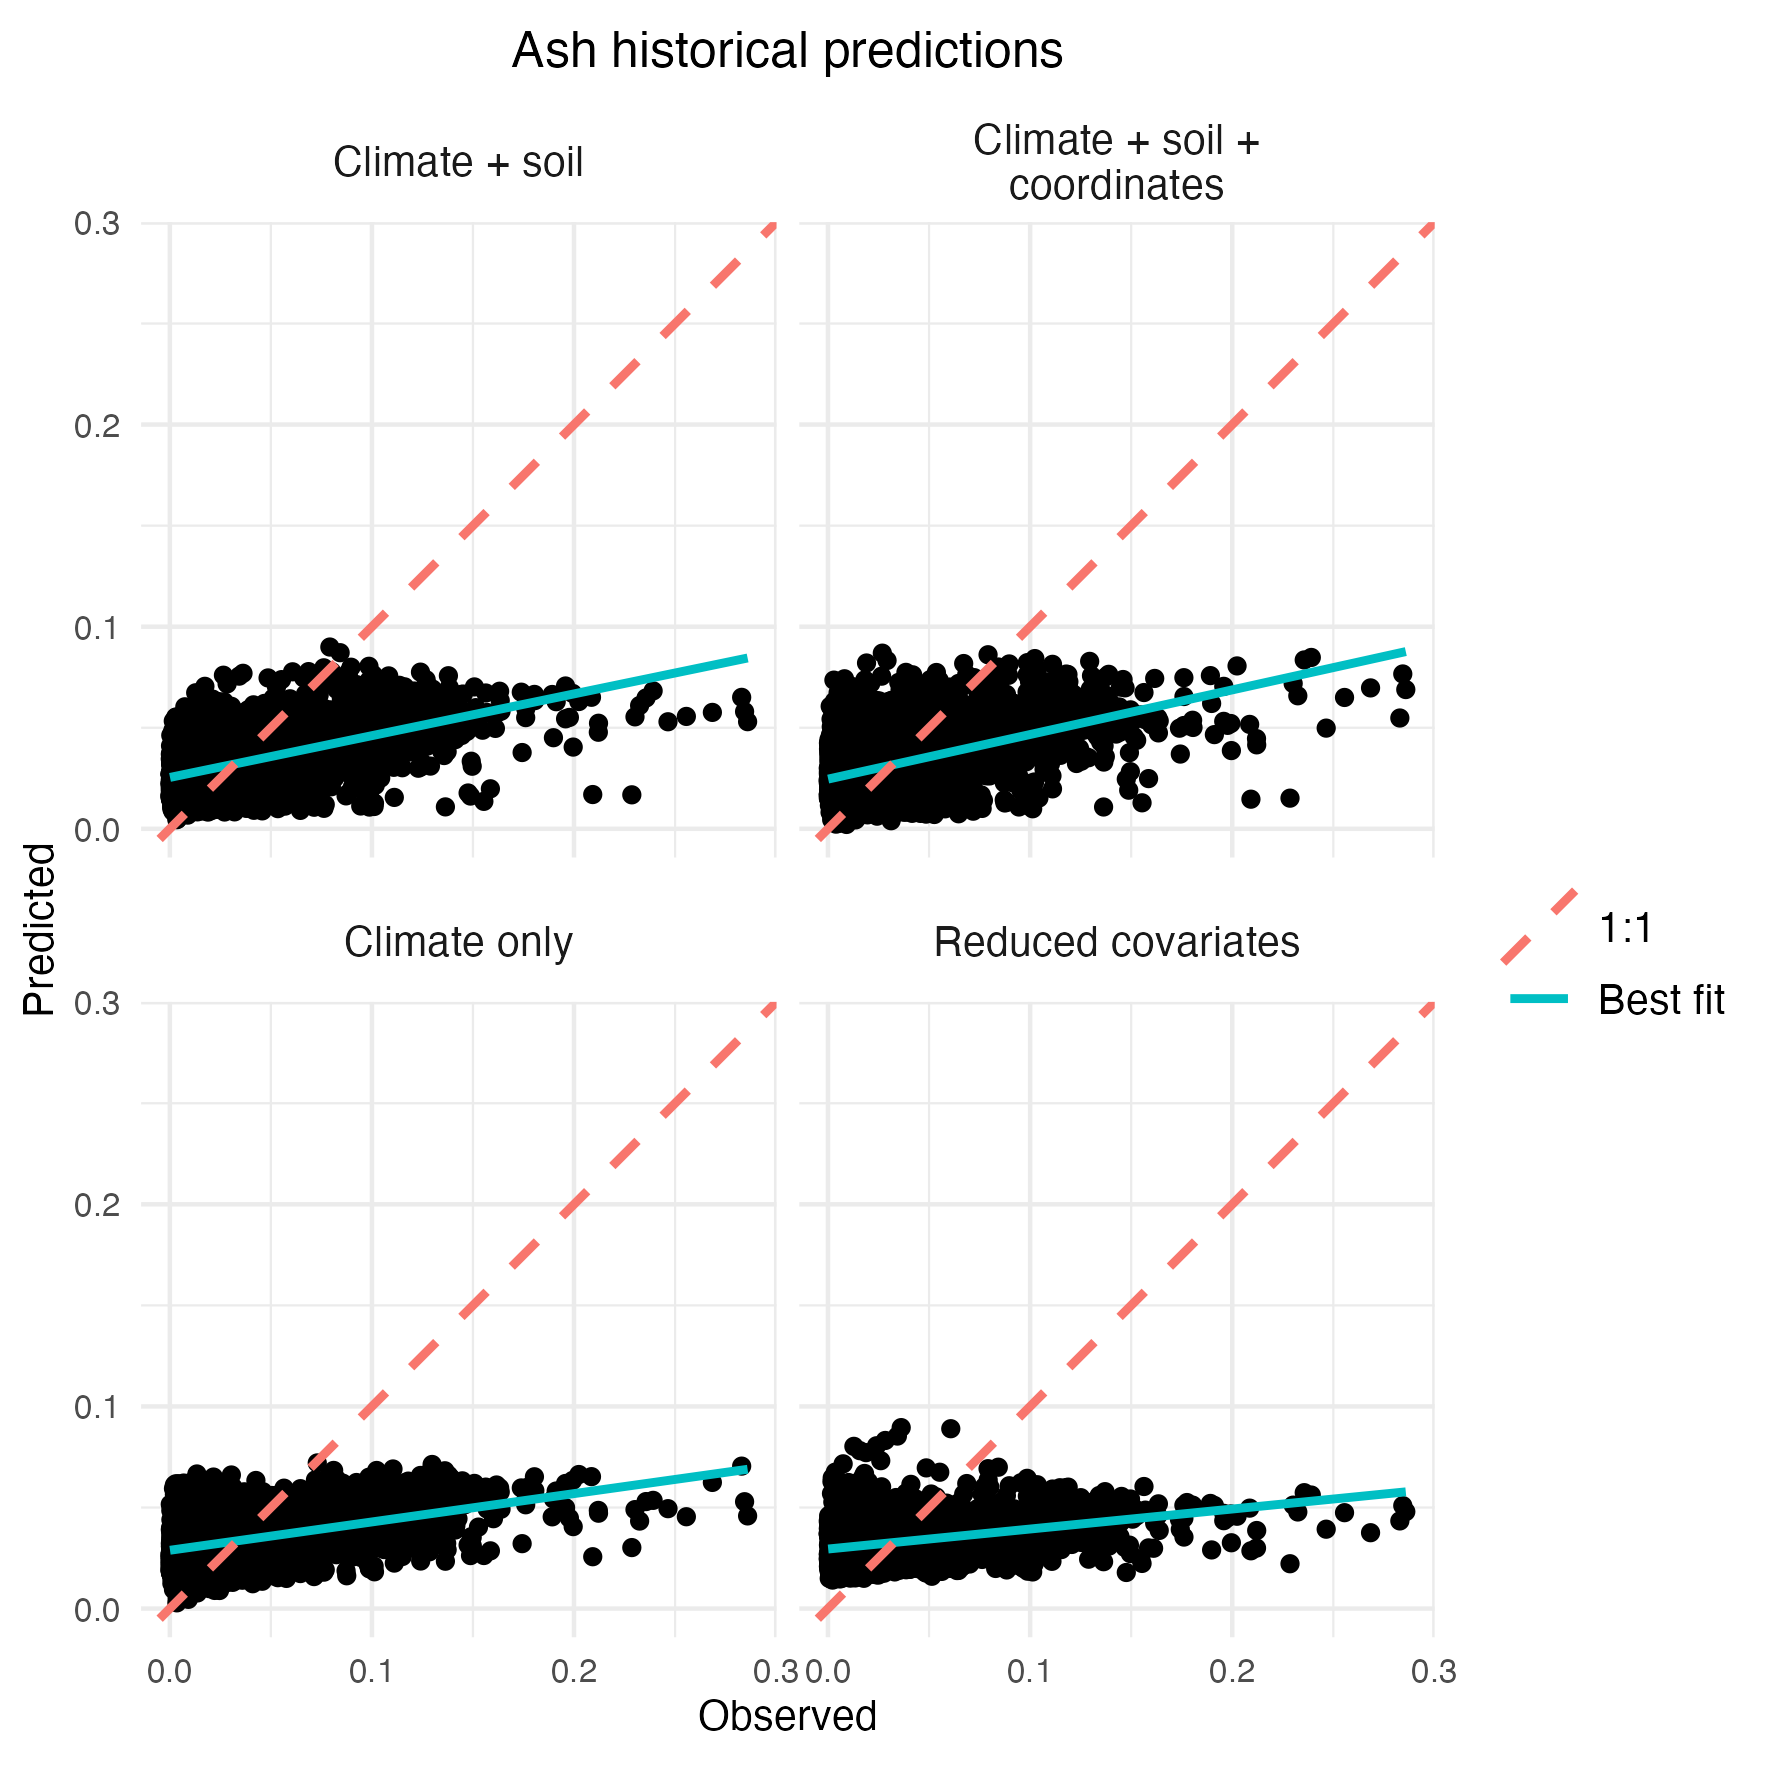 Ash historical predictions
Climate + soil
Climate + soil +
coordinates
0.3
0.2
0.1
0.0
Predicted
Climate only
Reduced covariates
1:1
Best fit
0.3
0.2
0.1
0.0
0.0 0.1 0.2 0.3
0.0 0.1 0.2 0.3
Observed